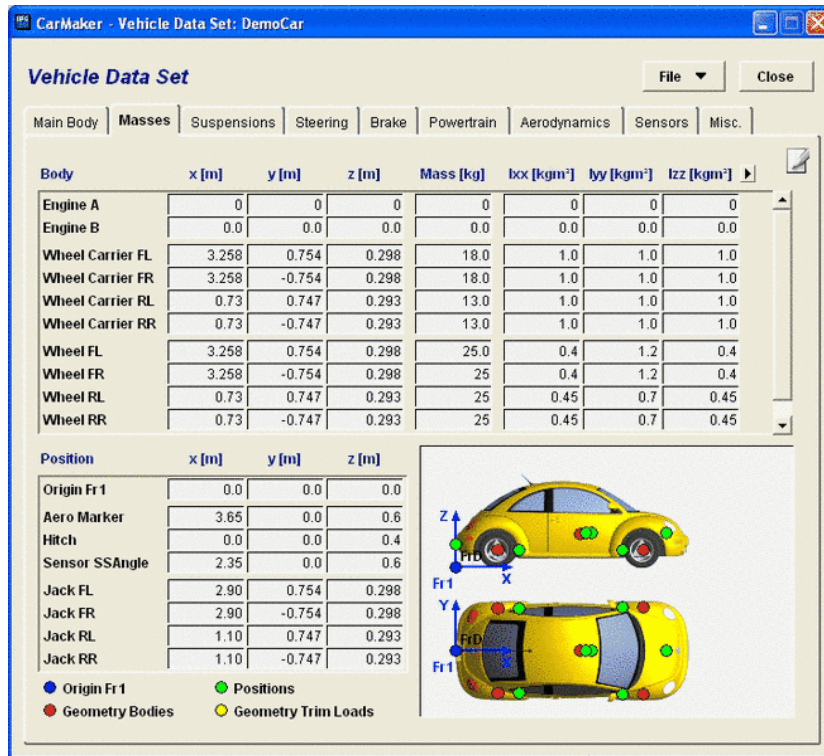 CarMaker - Vehicle Data Set: DemoCar
Vehicle Data Set
File
Close
Main Body Masses Suspensions Steering Brake Powertrain Aerodynamics Sensors Misc.
Body x [m] y [m] z [m] Mass [kg] Ixx [kgm²] Iyy [kgm²] Izz [kgm²]
Engine A 0 0 0 0 0 0 0
Engine B 0.0 0.0 0.0 0.0 0.0 0.0 0.0
Wheel Carrier FL 3.258 0.754 0.298 18.0 1.0 1.0 1.0
Wheel Carrier FR 3.258 -0.754 0.298 18.0 1.0 1.0 1.0
Wheel Carrier RL 0.73 0.747 0.293 13.0 1.0 1.0 1.0
Wheel Carrier RR 0.73 -0.747 0.293 13.0 1.0 1.0 1.0
Wheel FL 3.258 0.754 0.298 25.0 0.4 1.2 0.4
Wheel FR 3.258 -0.754 0.298 25 0.4 1.2 0.4
Wheel RL 0.73 0.747 0.293 25 0.45 0.7 0.45
Wheel RR 0.73 -0.747 0.293 25 0.45 0.7 0.45
Position x [m] y [m] z [m]
Origin Fr1 0.0 0.0 0.0
Aero Marker 3.65 0.0 0.6
Hitch 0.0 0.0 0.4
Sensor SSAngle 2.35 0.0 0.6
Jack FL 2.90 0.754 0.298
Jack FR 2.90 -0.754 0.298
Jack RL 1.10 0.747 0.293
Jack RR 1.10 -0.747 0.293
Origin Fr1 Positions
Geometry Bodies Geometry Trim Loads
Z
FrD
Fr1 X
Y
FrD
Fr1 X